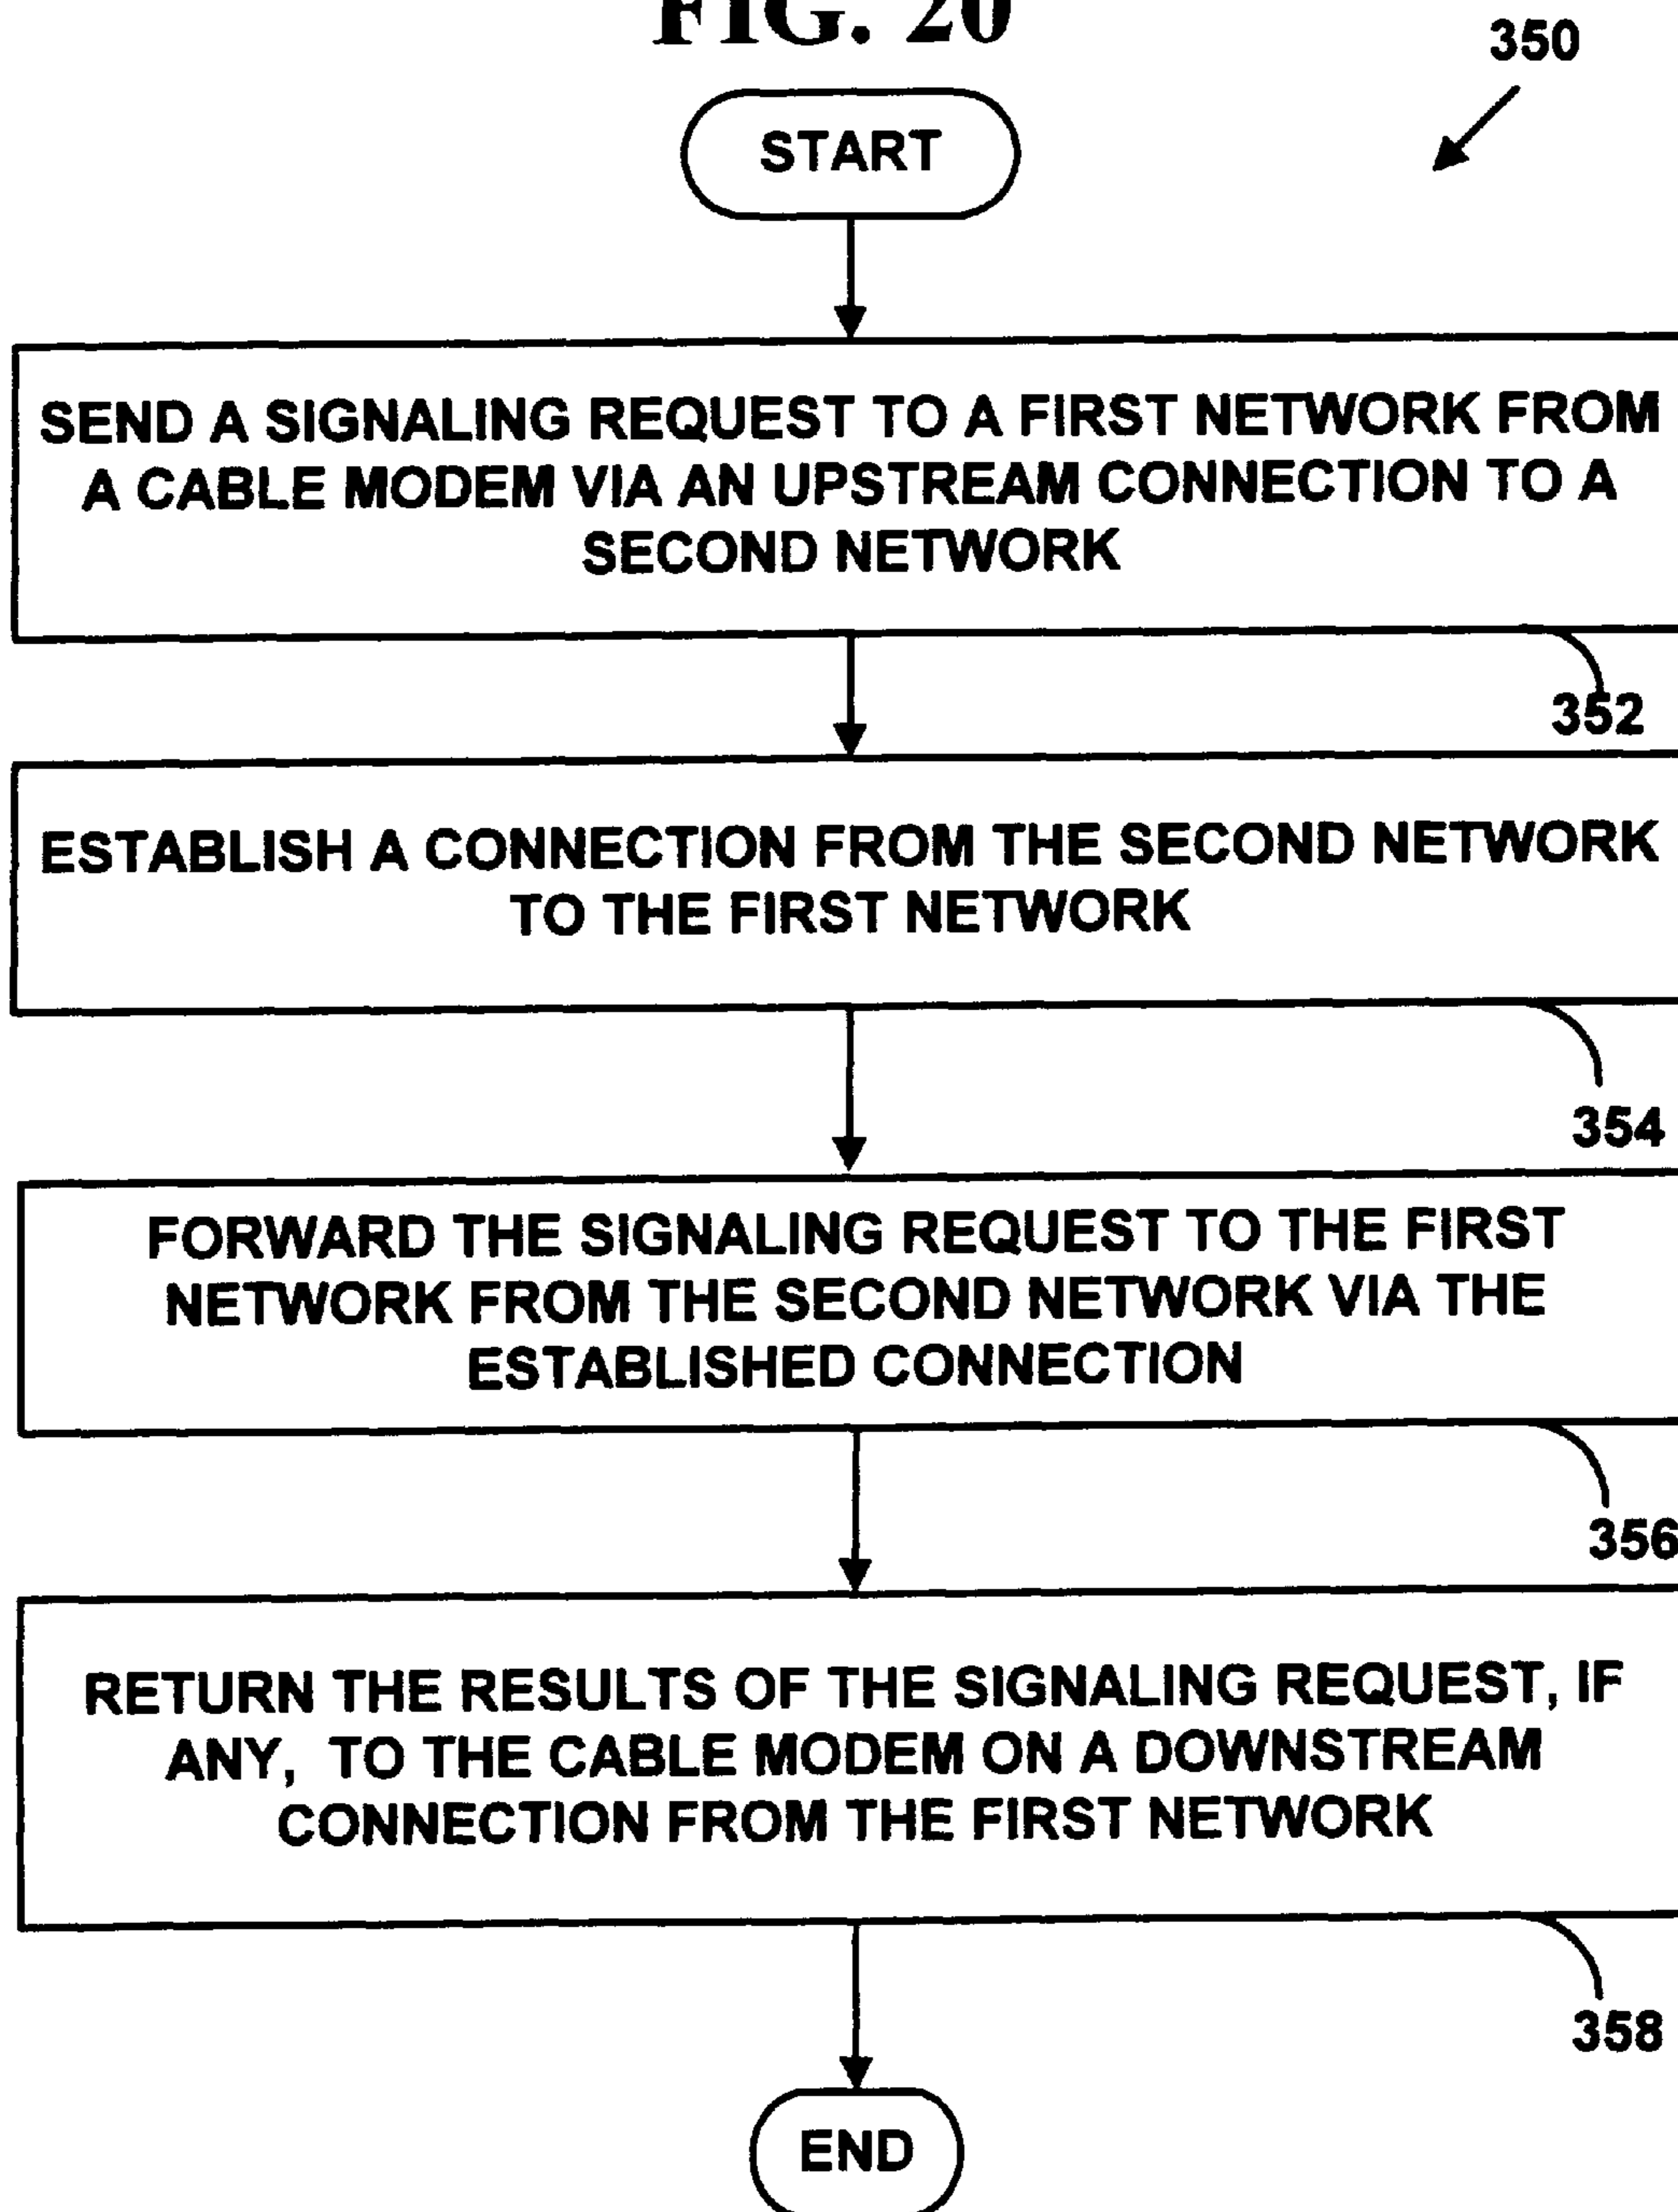 FIG. 20
350
START
SEND A SIGNALING REQUEST TO A FIRST NETWORK FROM
A CABLE MODEM VIA AN UPSTREAM CONNECTION TO A
SECOND NETWORK
352
ESTABLISH A CONNECTION FROM THE SECOND NETWORK
TO THE FIRST NETWORK
354
FORWARD THE SIGNALING REQUEST TO THE FIRST
NETWORK FROM THE SECOND NETWORK VIA THE
ESTABLISHED CONNECTION
356
RETURN THE RESULTS OF THE SIGNALING REQUEST, IF
ANY, TO THE CABLE MODEM ON A DOWNSTREAM
CONNECTION FROM THE FIRST NETWORK
358
END